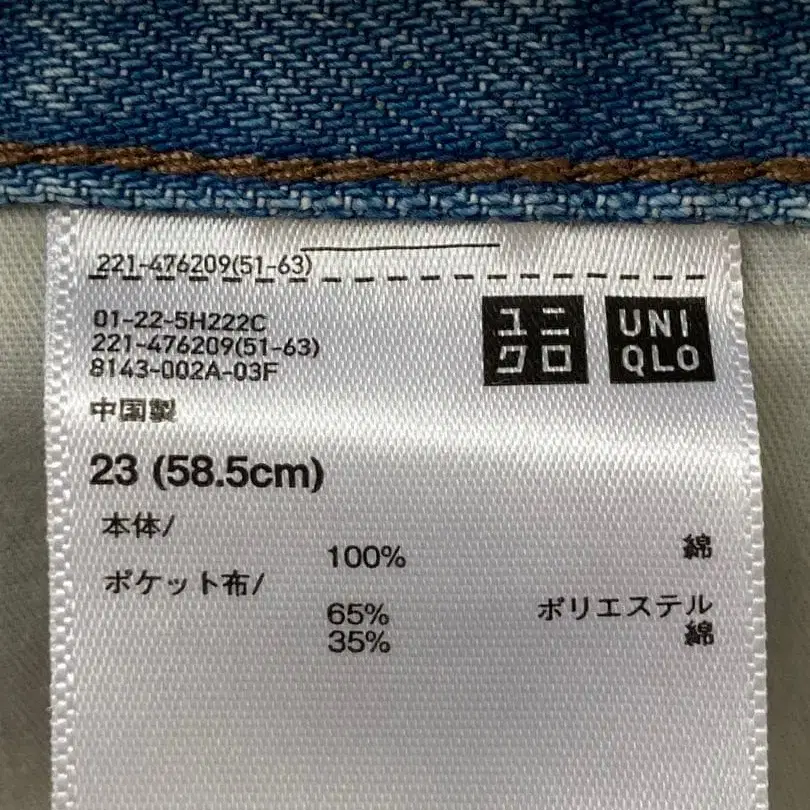 221-476209(51-63)
01-22-5H222C
221-476209(51-63)
8143-002A-03F
ユニ
クロ
UNI
QLO
中国製
23 (58.5cm)
本体/
100% 綿
ポケット布/
65% ポリエステル
35% 綿